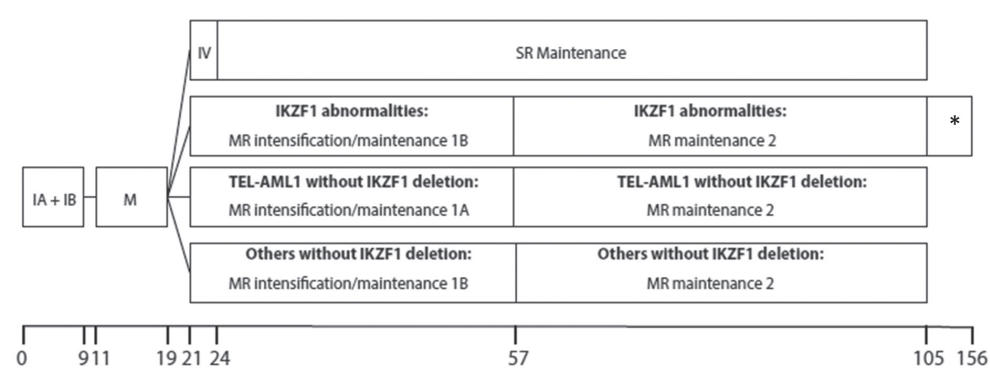 IV
SR Maintenance
IKZF1 abnormalities:
MR intensification/maintenance 1B
IKZF1 abnormalities:
MR maintenance 2
*
IA + IB
M
TEL-AML1 without IKZF1 deletion:
MR intensification/maintenance 1A
TEL-AML1 without IKZF1 deletion:
MR maintenance 2
Others without IKZF1 deletion:
MR intensification/maintenance 1B
Others without IKZF1 deletion:
MR maintenance 2
0 9 11 19 21 24 57 105 156